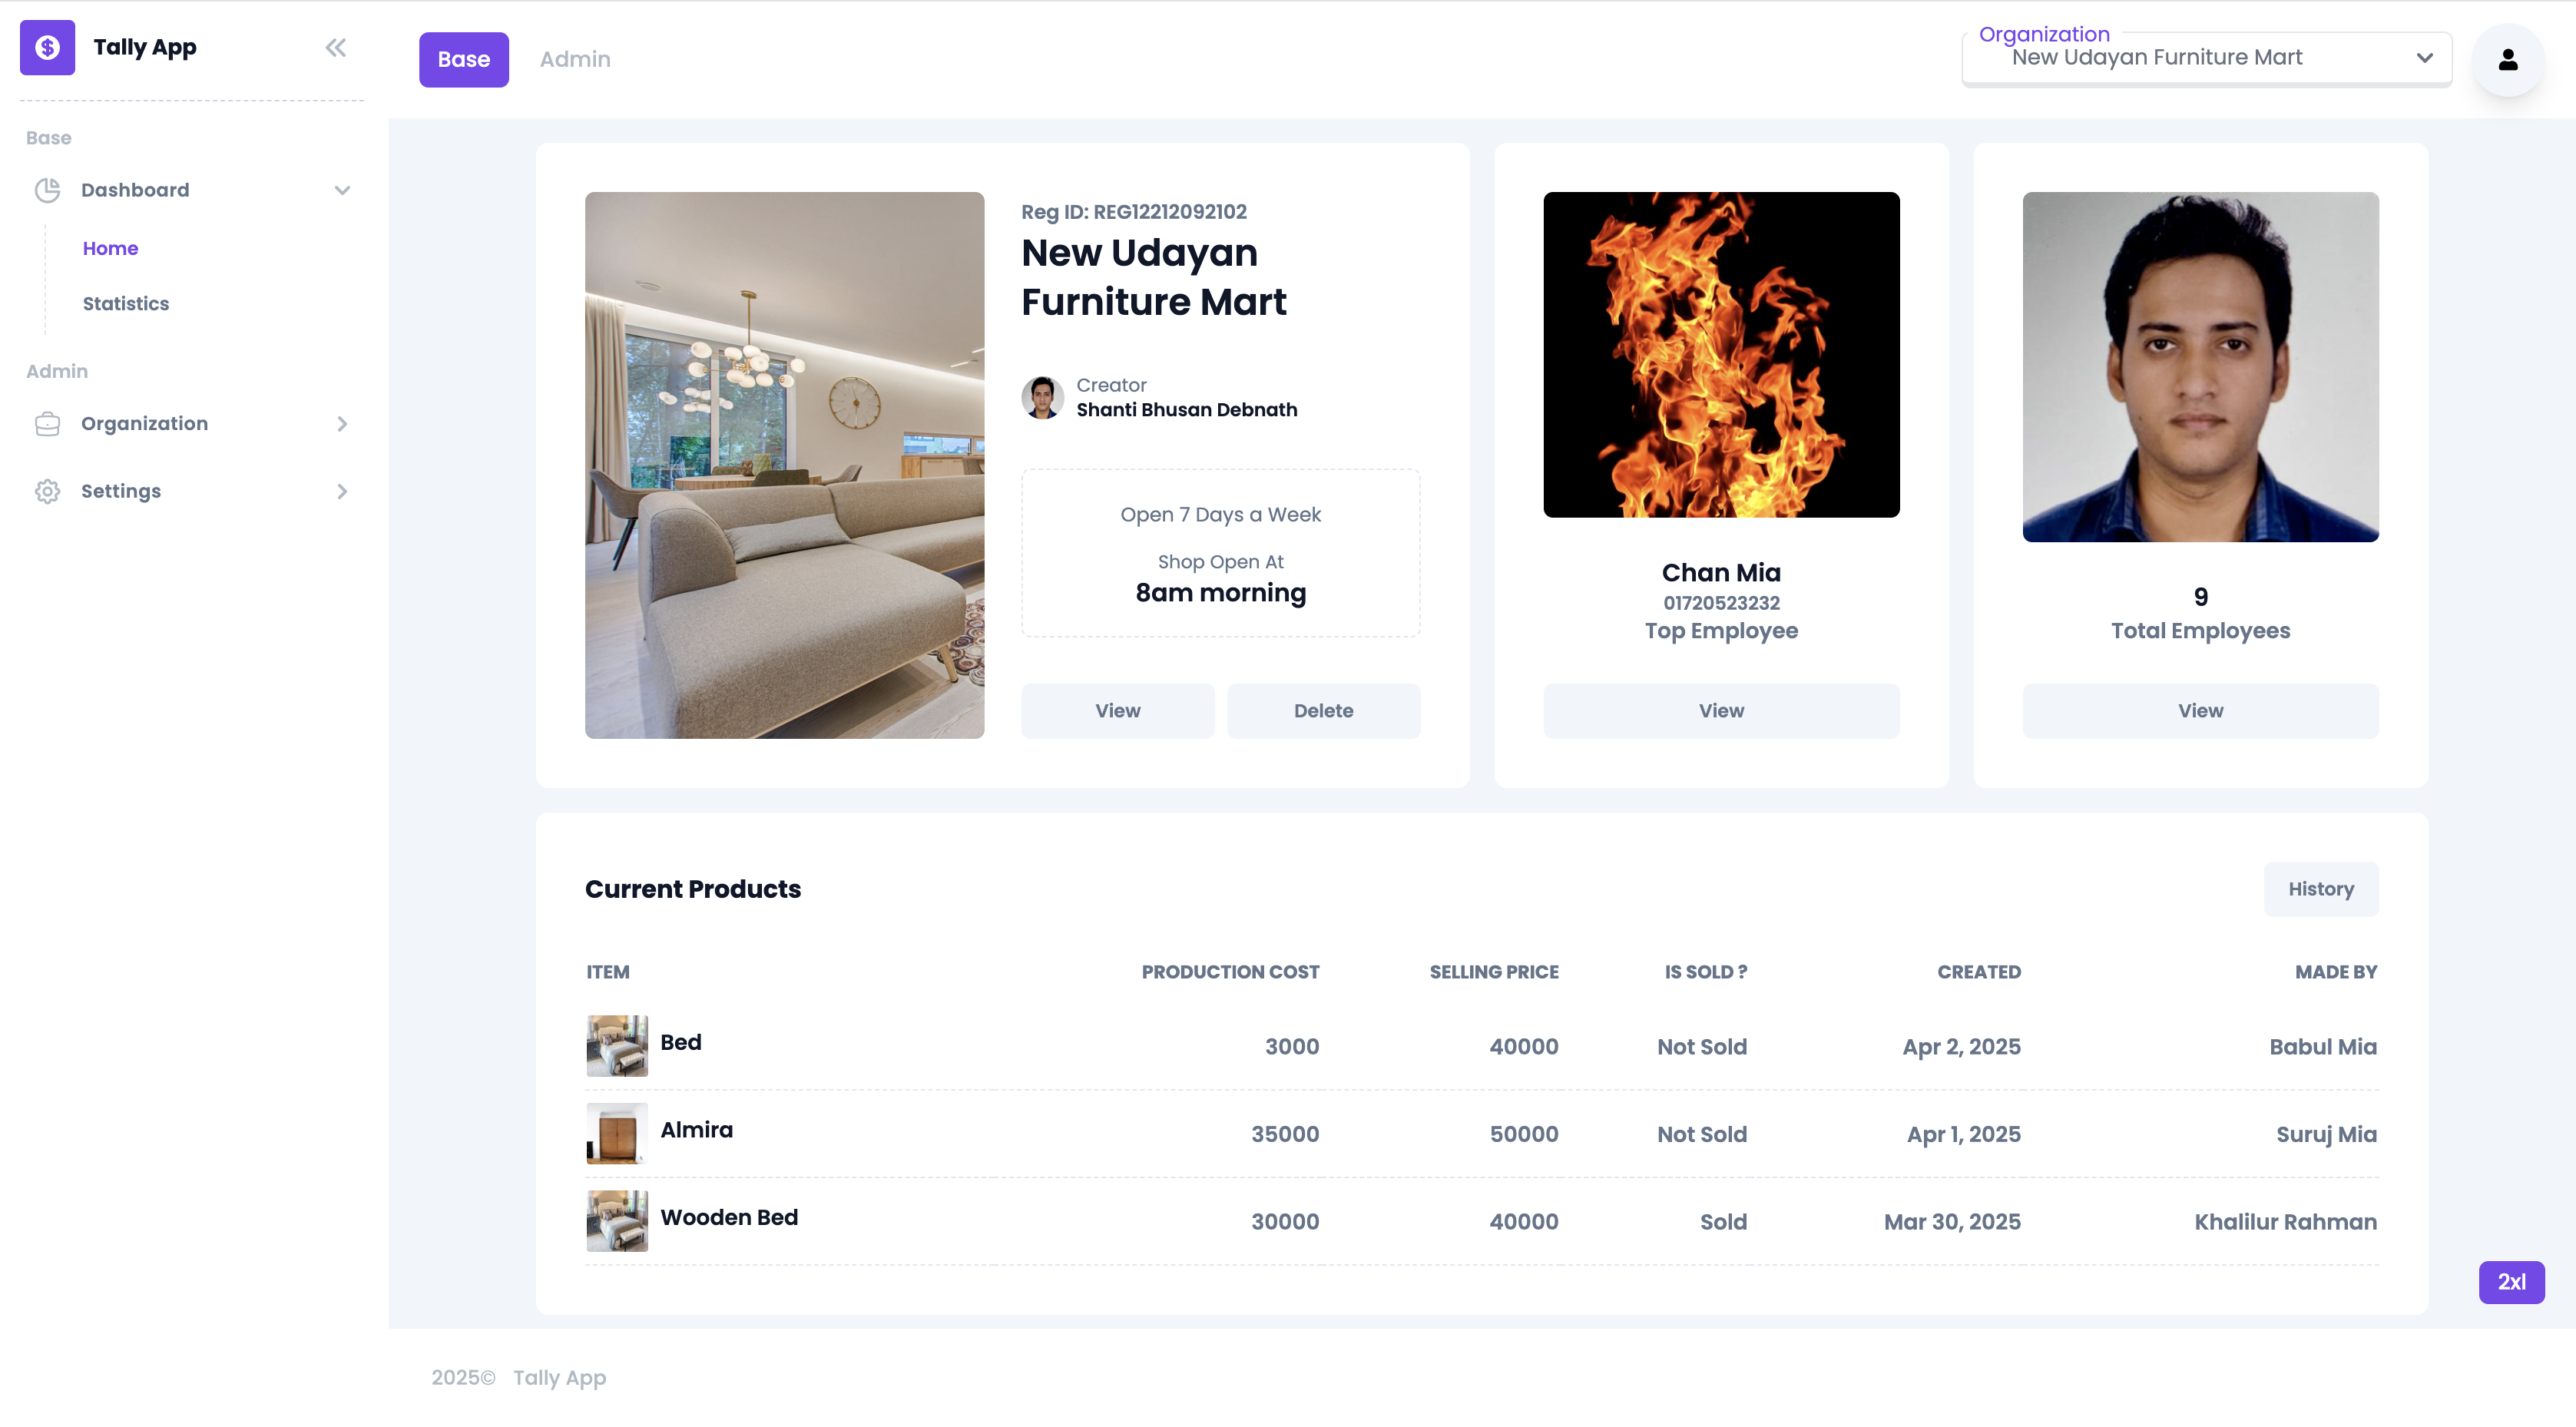 Tally App
Base
Dashboard
Home
Statistics
Admin
Organization
Settings
Base
Admin
Organization
New Udayan Furniture Mart
Reg ID: REG12212092102
New Udayan
Furniture Mart
Creator
Shanti Bhusan Debnath
Open 7 Days a Week
Shop Open At
8am morning
View
Delete
Chan Mia
01720523232
Top Employee
View
9
Total Employees
View
Current Products
History
ITEM PRODUCTION COST SELLING PRICE IS SOLD ? CREATED MADE BY
Bed 3000 40000 Not Sold Apr 2, 2025 Babul Mia
Almira 35000 50000 Not Sold Apr 1, 2025 Suruj Mia
Wooden Bed 30000 40000 Sold Mar 30, 2025 Khalilur Rahman
2xl
2025© Tally App